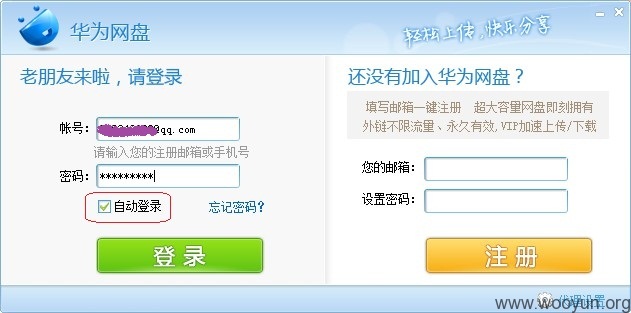 华为网盘
轻松上传,快乐分享
老朋友来啦，请登录
帐号：
qq.com
请输入您的注册邮箱或手机号
密码：
*********
自动登录
忘记密码?
登 录
还没有加入华为网盘？
填写邮箱一键注册 超大容量网盘即刻拥有
外链不限流量、永久有效,VIP加速上传/下载
您的邮箱：
设置密码：
注 册
代理设置
www.wooyun.org